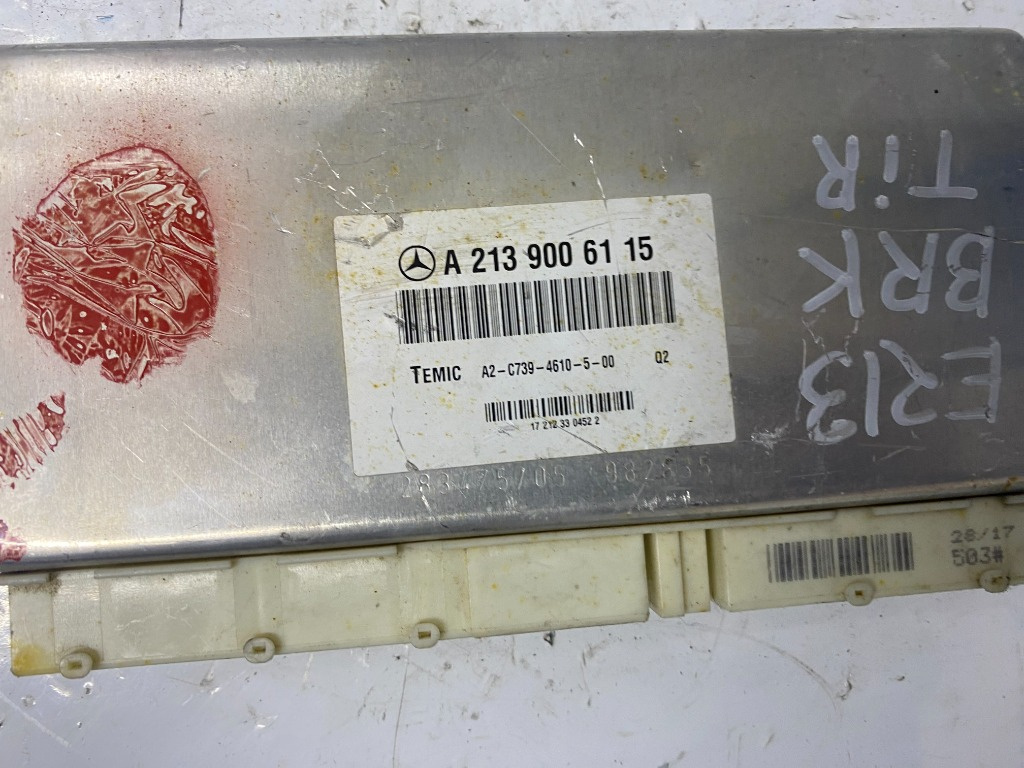 A 213 900 61 15
TEMIC A2-C739-4610-5-00 Q2
17 212 33 0452 2
28/17
503#
E213
BRK
TiR